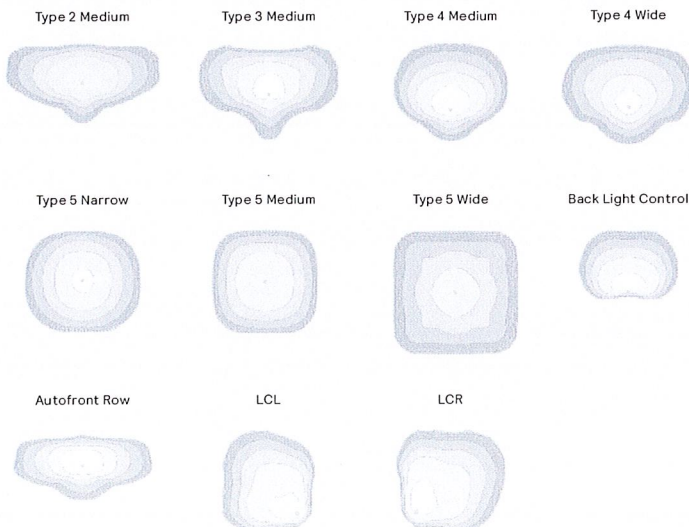 Type 2 Medium
Type 3 Medium
Type 4 Medium
Type 4 Wide
Type 5 Narrow
Type 5 Medium
Type 5 Wide
Back Light Control
Autofront Row
LCL
LCR